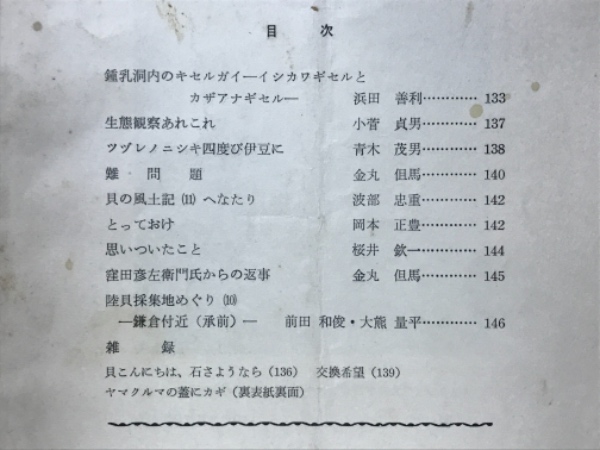 目次
鍾乳洞内のキセルガイ―イシカワギセルと
カザアナギセル― 浜田 善利………… 133
生態観察あれこれ 小菅 貞男………… 137
ツヅレノニシキ四度び伊豆に 青木 茂男………… 138
難問題 金丸 但馬………… 140
貝の風土記 ⑾ へなたり 波部 忠重………… 142
とっておけ 岡本 正豊………… 142
思いついたこと 桜井 欽一………… 144
窪田彦左衛門氏からの返事 金丸 但馬………… 145
陸貝採集地めぐり ⑽
―鎌倉付近（承前）― 前田 和俊・大熊 量平………… 146
雑録
貝こんにちは、石さようなら（136） 交換希望（139）
ヤマクルマの蓋にカギ（裏表紙裏面）